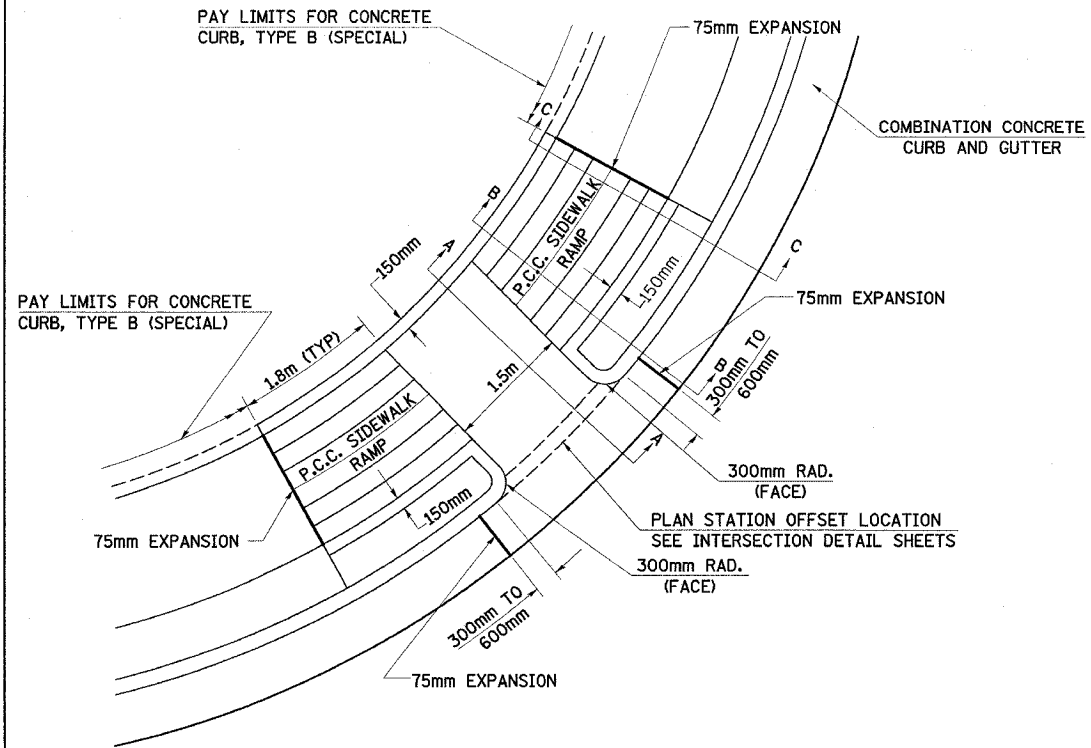 PAY LIMITS FOR CONCRETE
CURB, TYPE B (SPECIAL)
75mm EXPANSION
COMBINATION CONCRETE
CURB AND GUTTER
C
B
A
150mm
P.C.C. SIDEWALK
RAMP
150mm
C
75mm EXPANSION
PAY LIMITS FOR CONCRETE
CURB, TYPE B (SPECIAL)
1.8m (TYP)
1.5m
B
300mm TO
600mm
A
P.C.C. SIDEWALK
RAMP
150mm
300mm RAD.
(FACE)
PLAN STATION OFFSET LOCATION
SEE INTERSECTION DETAIL SHEETS
75mm EXPANSION
300mm RAD.
(FACE)
300mm TO
600mm
75mm EXPANSION